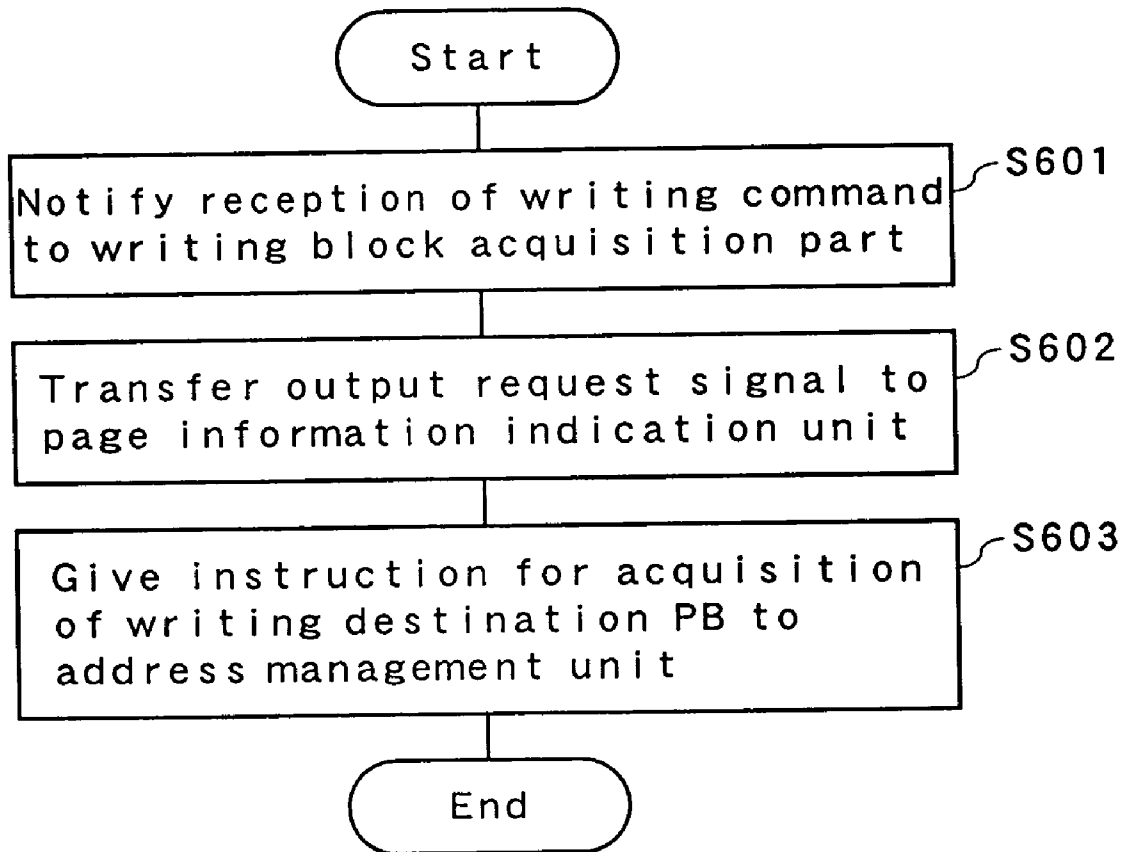 Start
S601
Notify reception of writing command
to writing block acquisition part
S602
Transfer output request signal to
page information indication unit
S603
Give instruction for acquisition
of writing destination PB to
address management unit
End